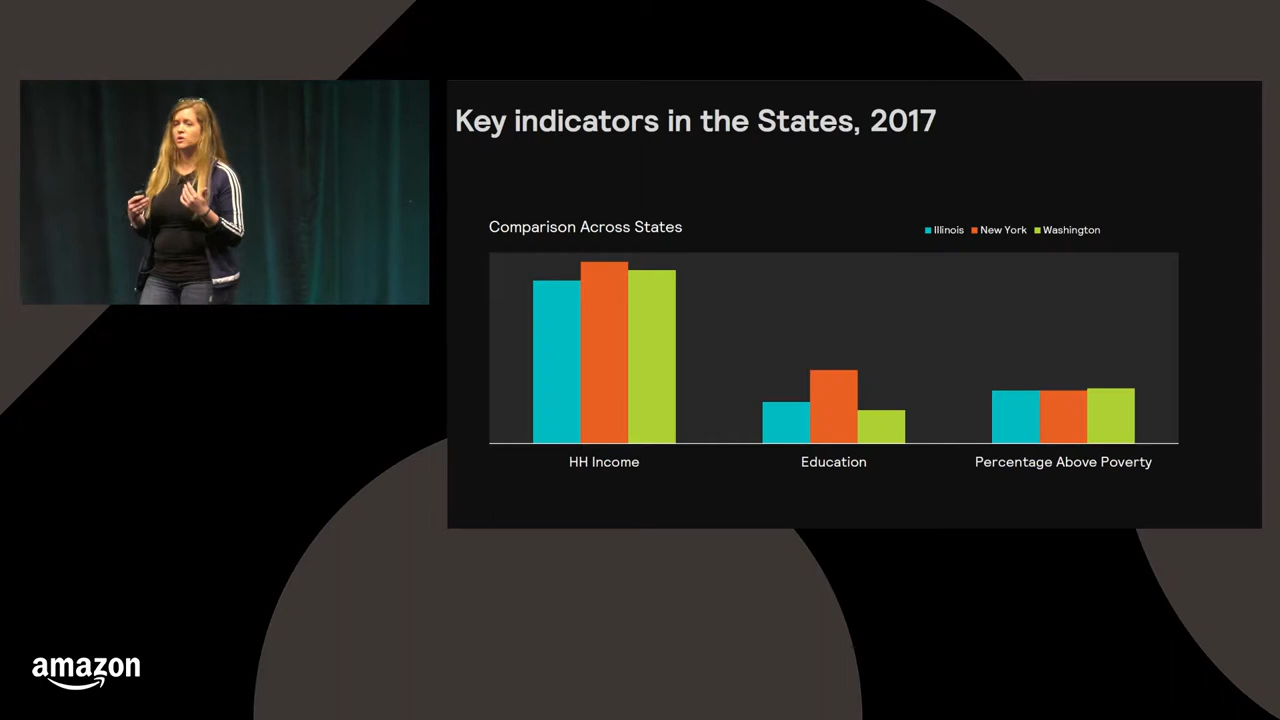 Key indicators in the States, 2017
Comparison Across States
Illinois New York Washington
HH Income Education Percentage Above Poverty
amazon